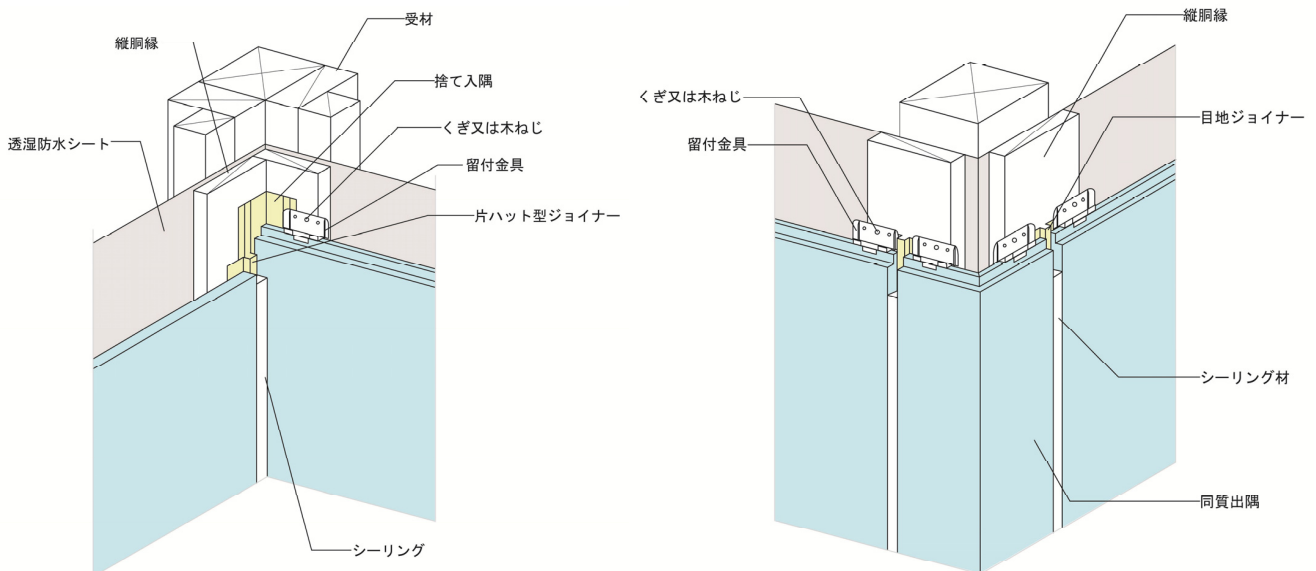 受材
縦胴縁
捨て入隅
くぎ又は木ねじ
透湿防水シート
留付金具
片ハット型ジョイナー
シーリング
縦胴縁
くぎ又は木ねじ
目地ジョイナー
留付金具
シーリング材
同質出隅